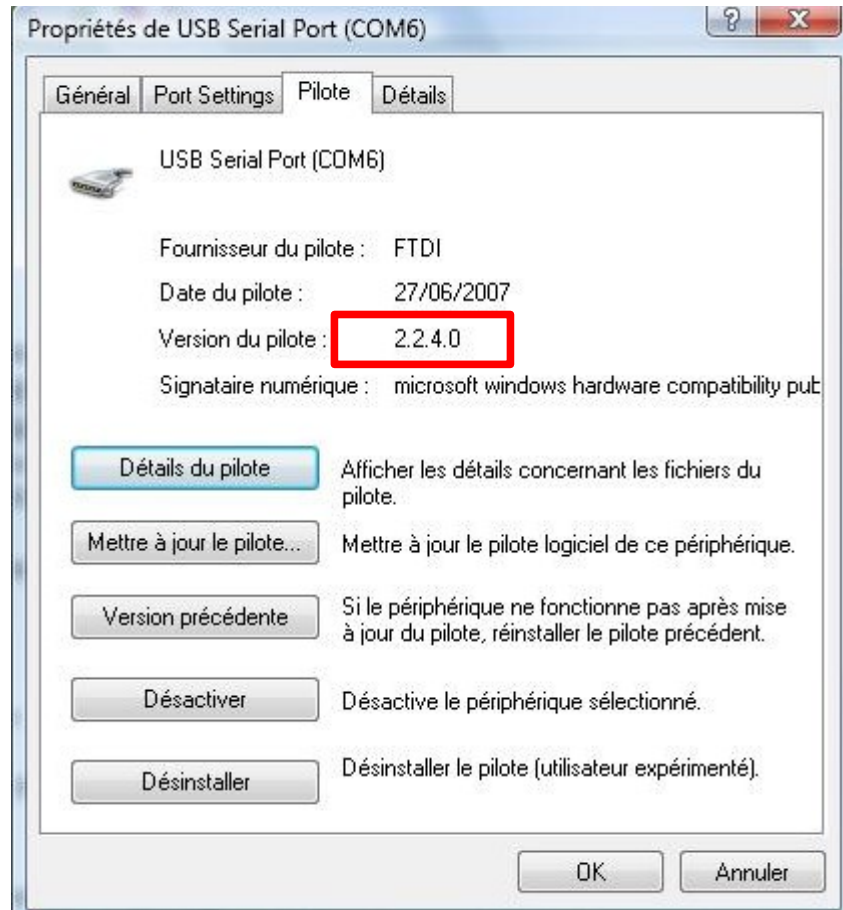 Propriétés de USB Serial Port (COM6)
Général Port Settings Pilote Détails
USB Serial Port (COM6)
Fournisseur du pilote : FTDI
Date du pilote : 27/06/2007
Version du pilote : 2.2.4.0
Signataire numérique : microsoft windows hardware compatibility pub
Détails du pilote
Afficher les détails concernant les fichiers du
pilote.
Mettre à jour le pilote...
Mettre à jour le pilote logiciel de ce périphérique.
Version précédente
Si le périphérique ne fonctionne pas après mise
à jour du pilote, réinstaller le pilote précédent.
Désactiver
Désactive le périphérique sélectionné.
Désinstaller
Désinstaller le pilote (utilisateur expérimenté).
OK Annuler